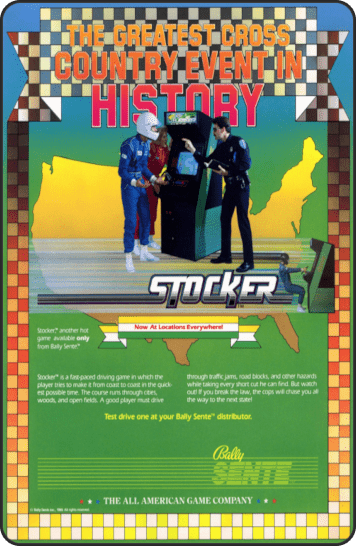 THE GREATEST CROSS
COUNTRY EVENT IN
HISTORY
STOCKER
™
Now At Locations Everywhere!
Stocker,™ another hot
game available only
from Bally Sente™
Stocker™ is a fast-paced driving game in which the
player tries to make it from coast to coast in the quick-
est possible time. The course runs through cities,
woods, and open fields. A good player must drive
through traffic jams, road blocks, and other hazards
while taking every short cut he can find. But watch
out! If you break the law, the cops will chase you all
the way to the next state!
Test drive one at your Bally Sente™ distributor.
Bally
SENTE
THE ALL AMERICAN GAME COMPANY